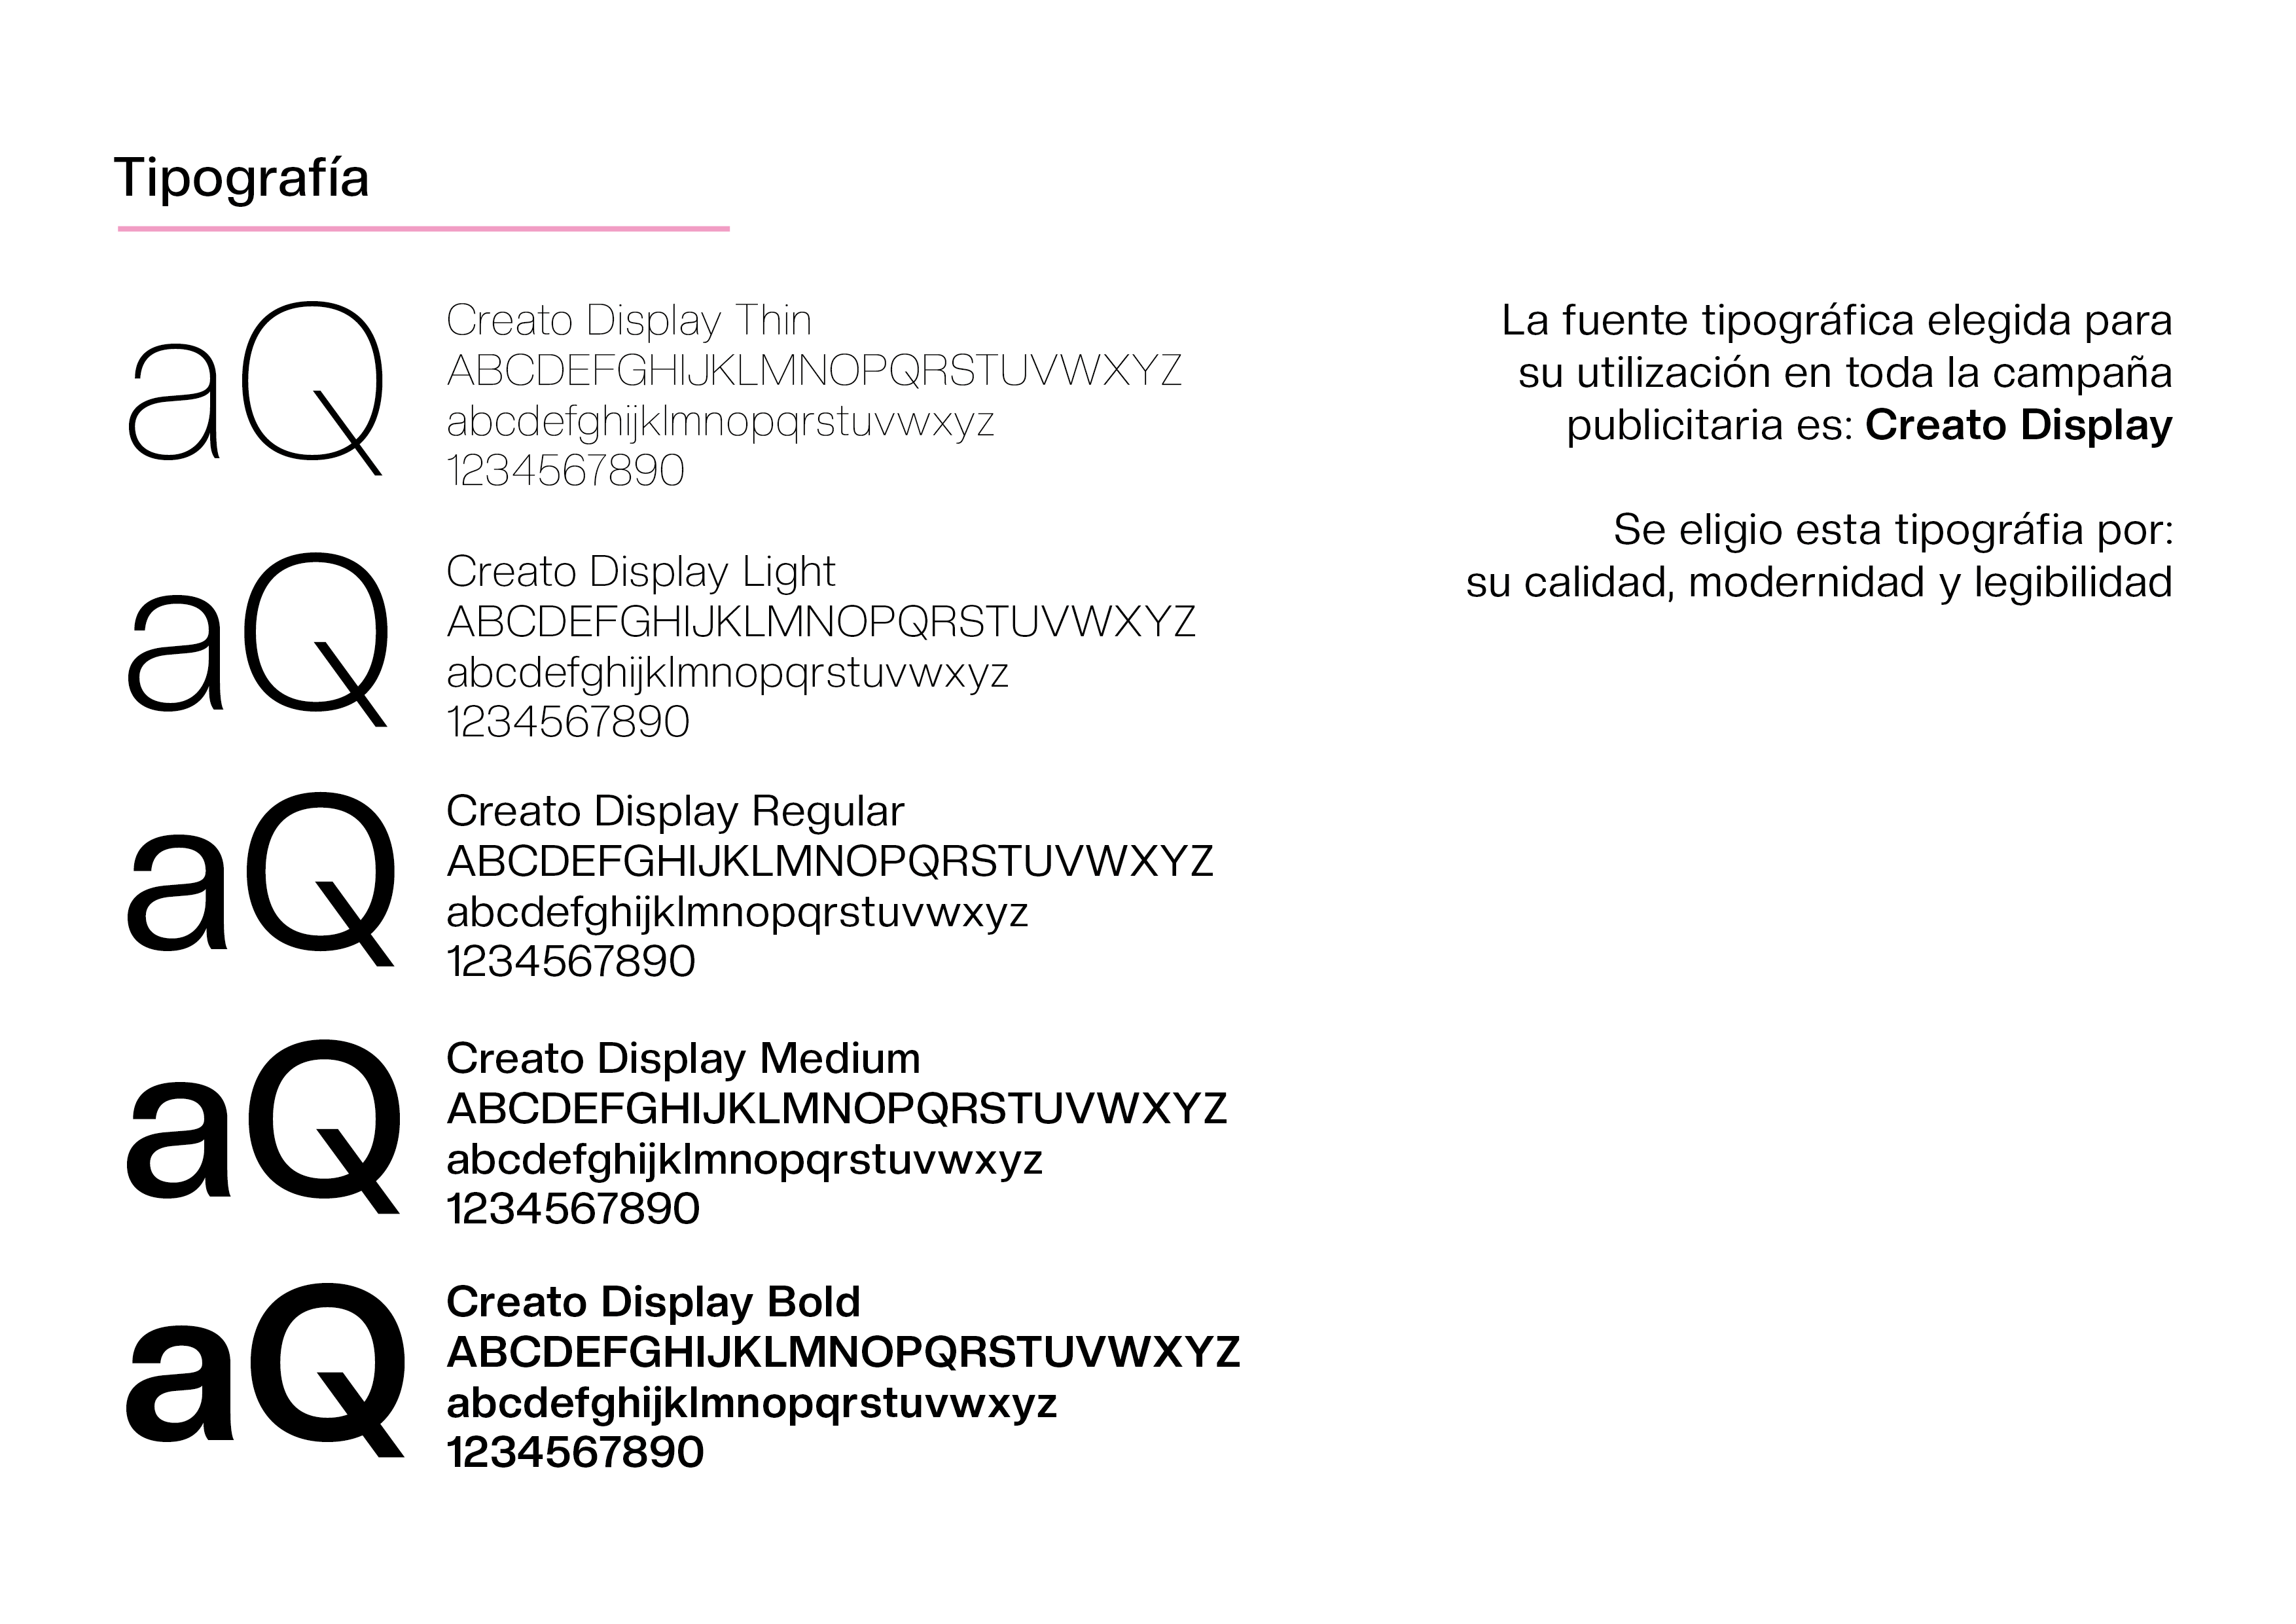 Tipografía
aQ
Creato Display Thin
ABCDEFGHIJKLMNOPQRSTUVWXYZ
abcdefghijklmnopqrstuvwxyz
1234567890
aQ
Creato Display Light
ABCDEFGHIJKLMNOPQRSTUVWXYZ
abcdefghijklmnopqrstuvwxyz
1234567890
aQ
Creato Display Regular
ABCDEFGHIJKLMNOPQRSTUVWXYZ
abcdefghijklmnopqrstuvwxyz
1234567890
aQ
Creato Display Medium
ABCDEFGHIJKLMNOPQRSTUVWXYZ
abcdefghijklmnopqrstuvwxyz
1234567890
aQ
Creato Display Bold
ABCDEFGHIJKLMNOPQRSTUVWXYZ
abcdefghijklmnopqrstuvwxyz
1234567890
La fuente tipográfica elegida para
su utilización en toda la campaña
publicitaria es: Creato Display
Se eligio esta tipográfia por:
su calidad, modernidad y legibilidad